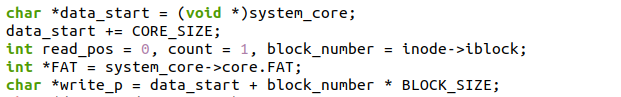 char *data_start = (void *)system_core;
data_start += CORE_SIZE;
int read_pos = 0, count = 1, block_number = inode->iblock;
int *FAT = system_core->core.FAT;
char *write_p = data_start + block_number * BLOCK_SIZE;